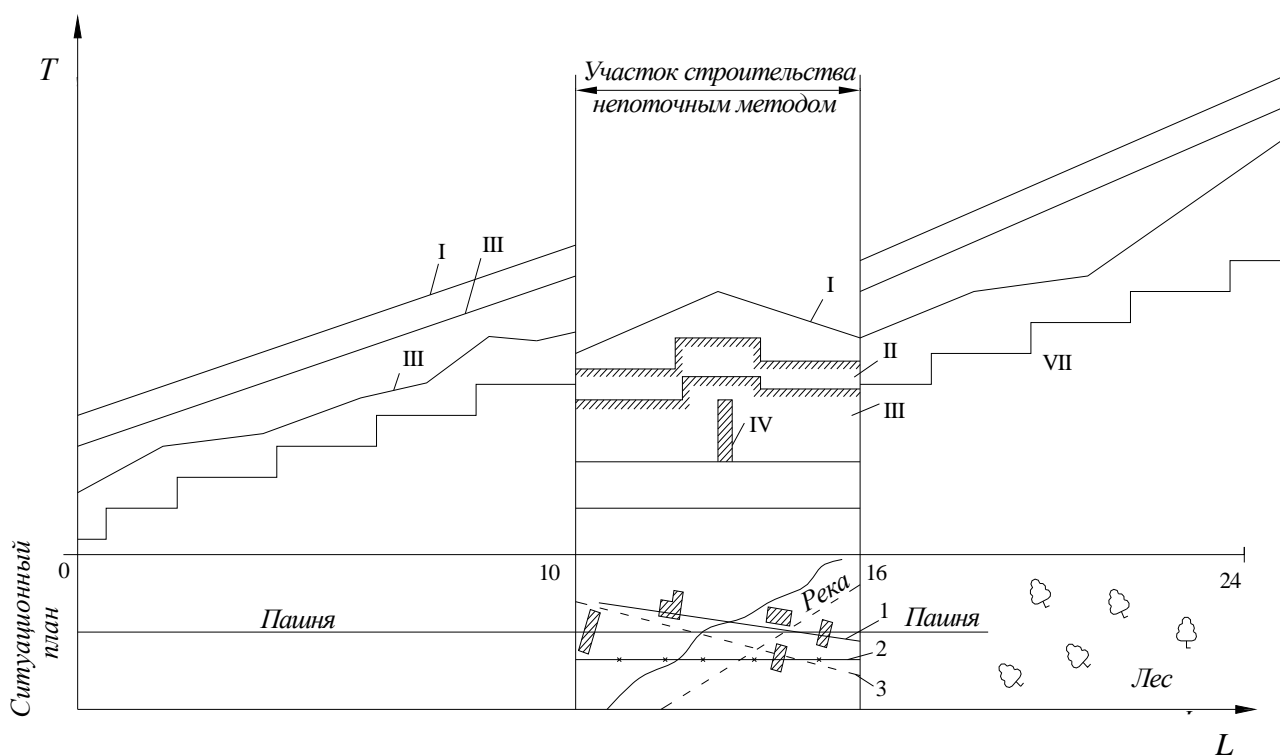 T
Участок строительства
непоточным методом
I
III
III
I
II
III
IV
VII
Ситуационный
план
0
10
16
24
Пашня
Река
1
Пашня
2
3
Лес
L